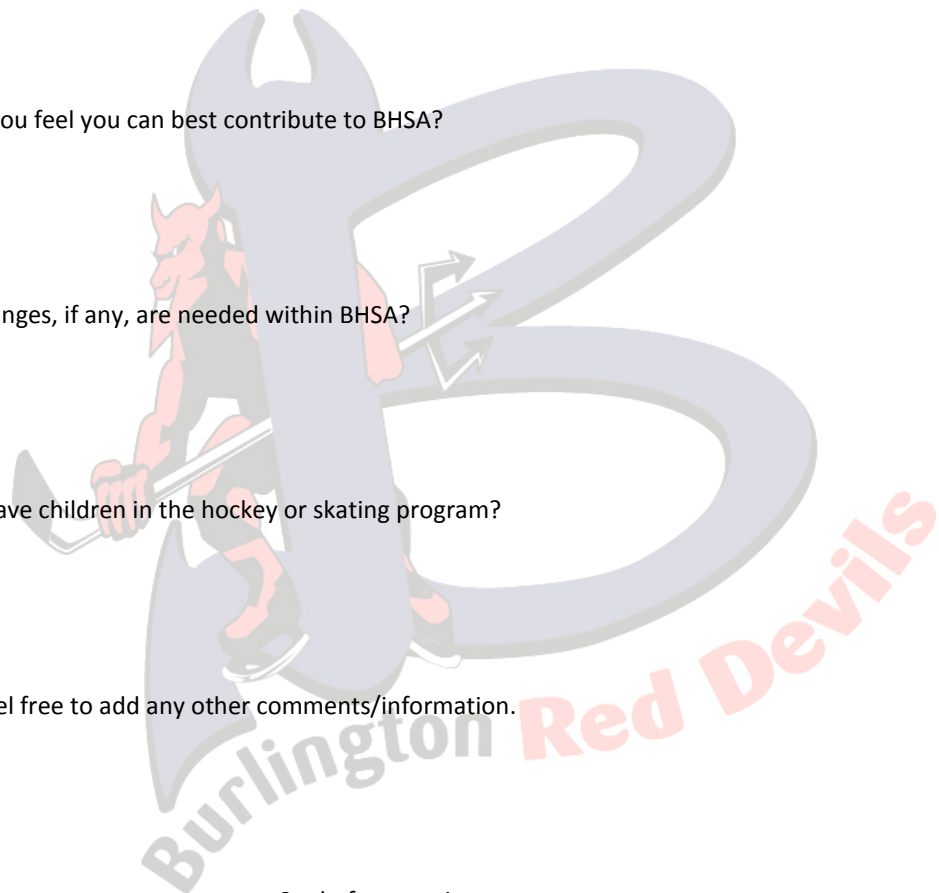 ou feel you can best contribute to BHSA?
nges, if any, are needed within BHSA?
ave children in the hockey or skating program?
el free to add any other comments/information.
Burlington Red Devils